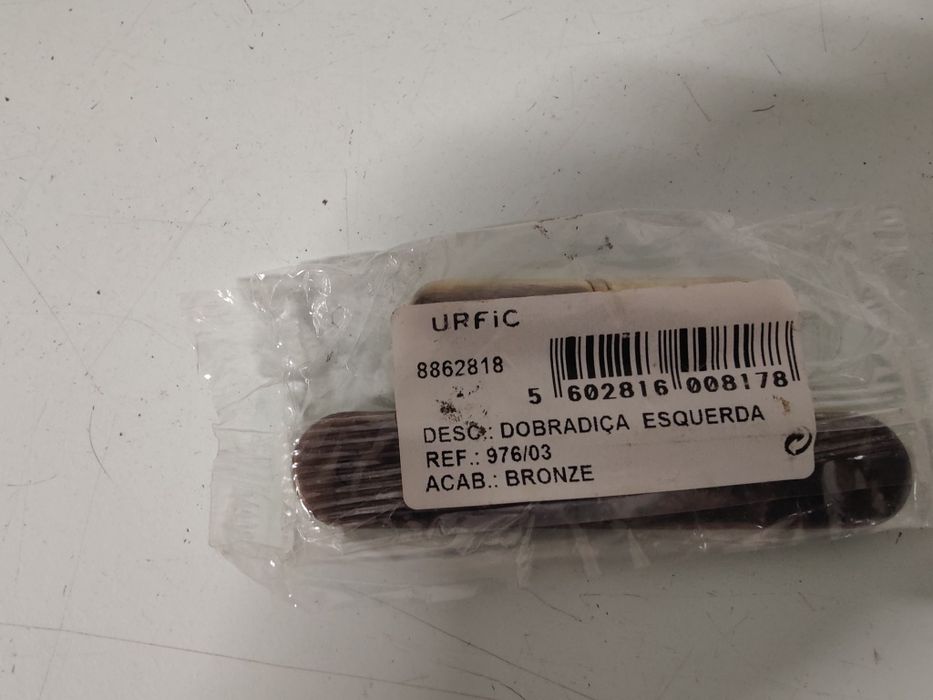 URFiC
8862818
5 602816 008178
DESC.: DOBRADIÇA ESQUERDA
REF.: 976/03
ACAB.: BRONZE